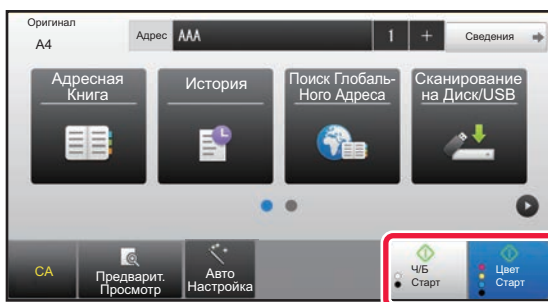 Оригинал
A4
Адрес AAA 1 + Сведения
Адресная
Книга
История
Поиск Глобаль-
Ного Адреса
Сканирование
на Диск/USB
CA
Предварит.
Просмотр
Авто
Настройка
Ч/Б
Старт
Цвет
Старт